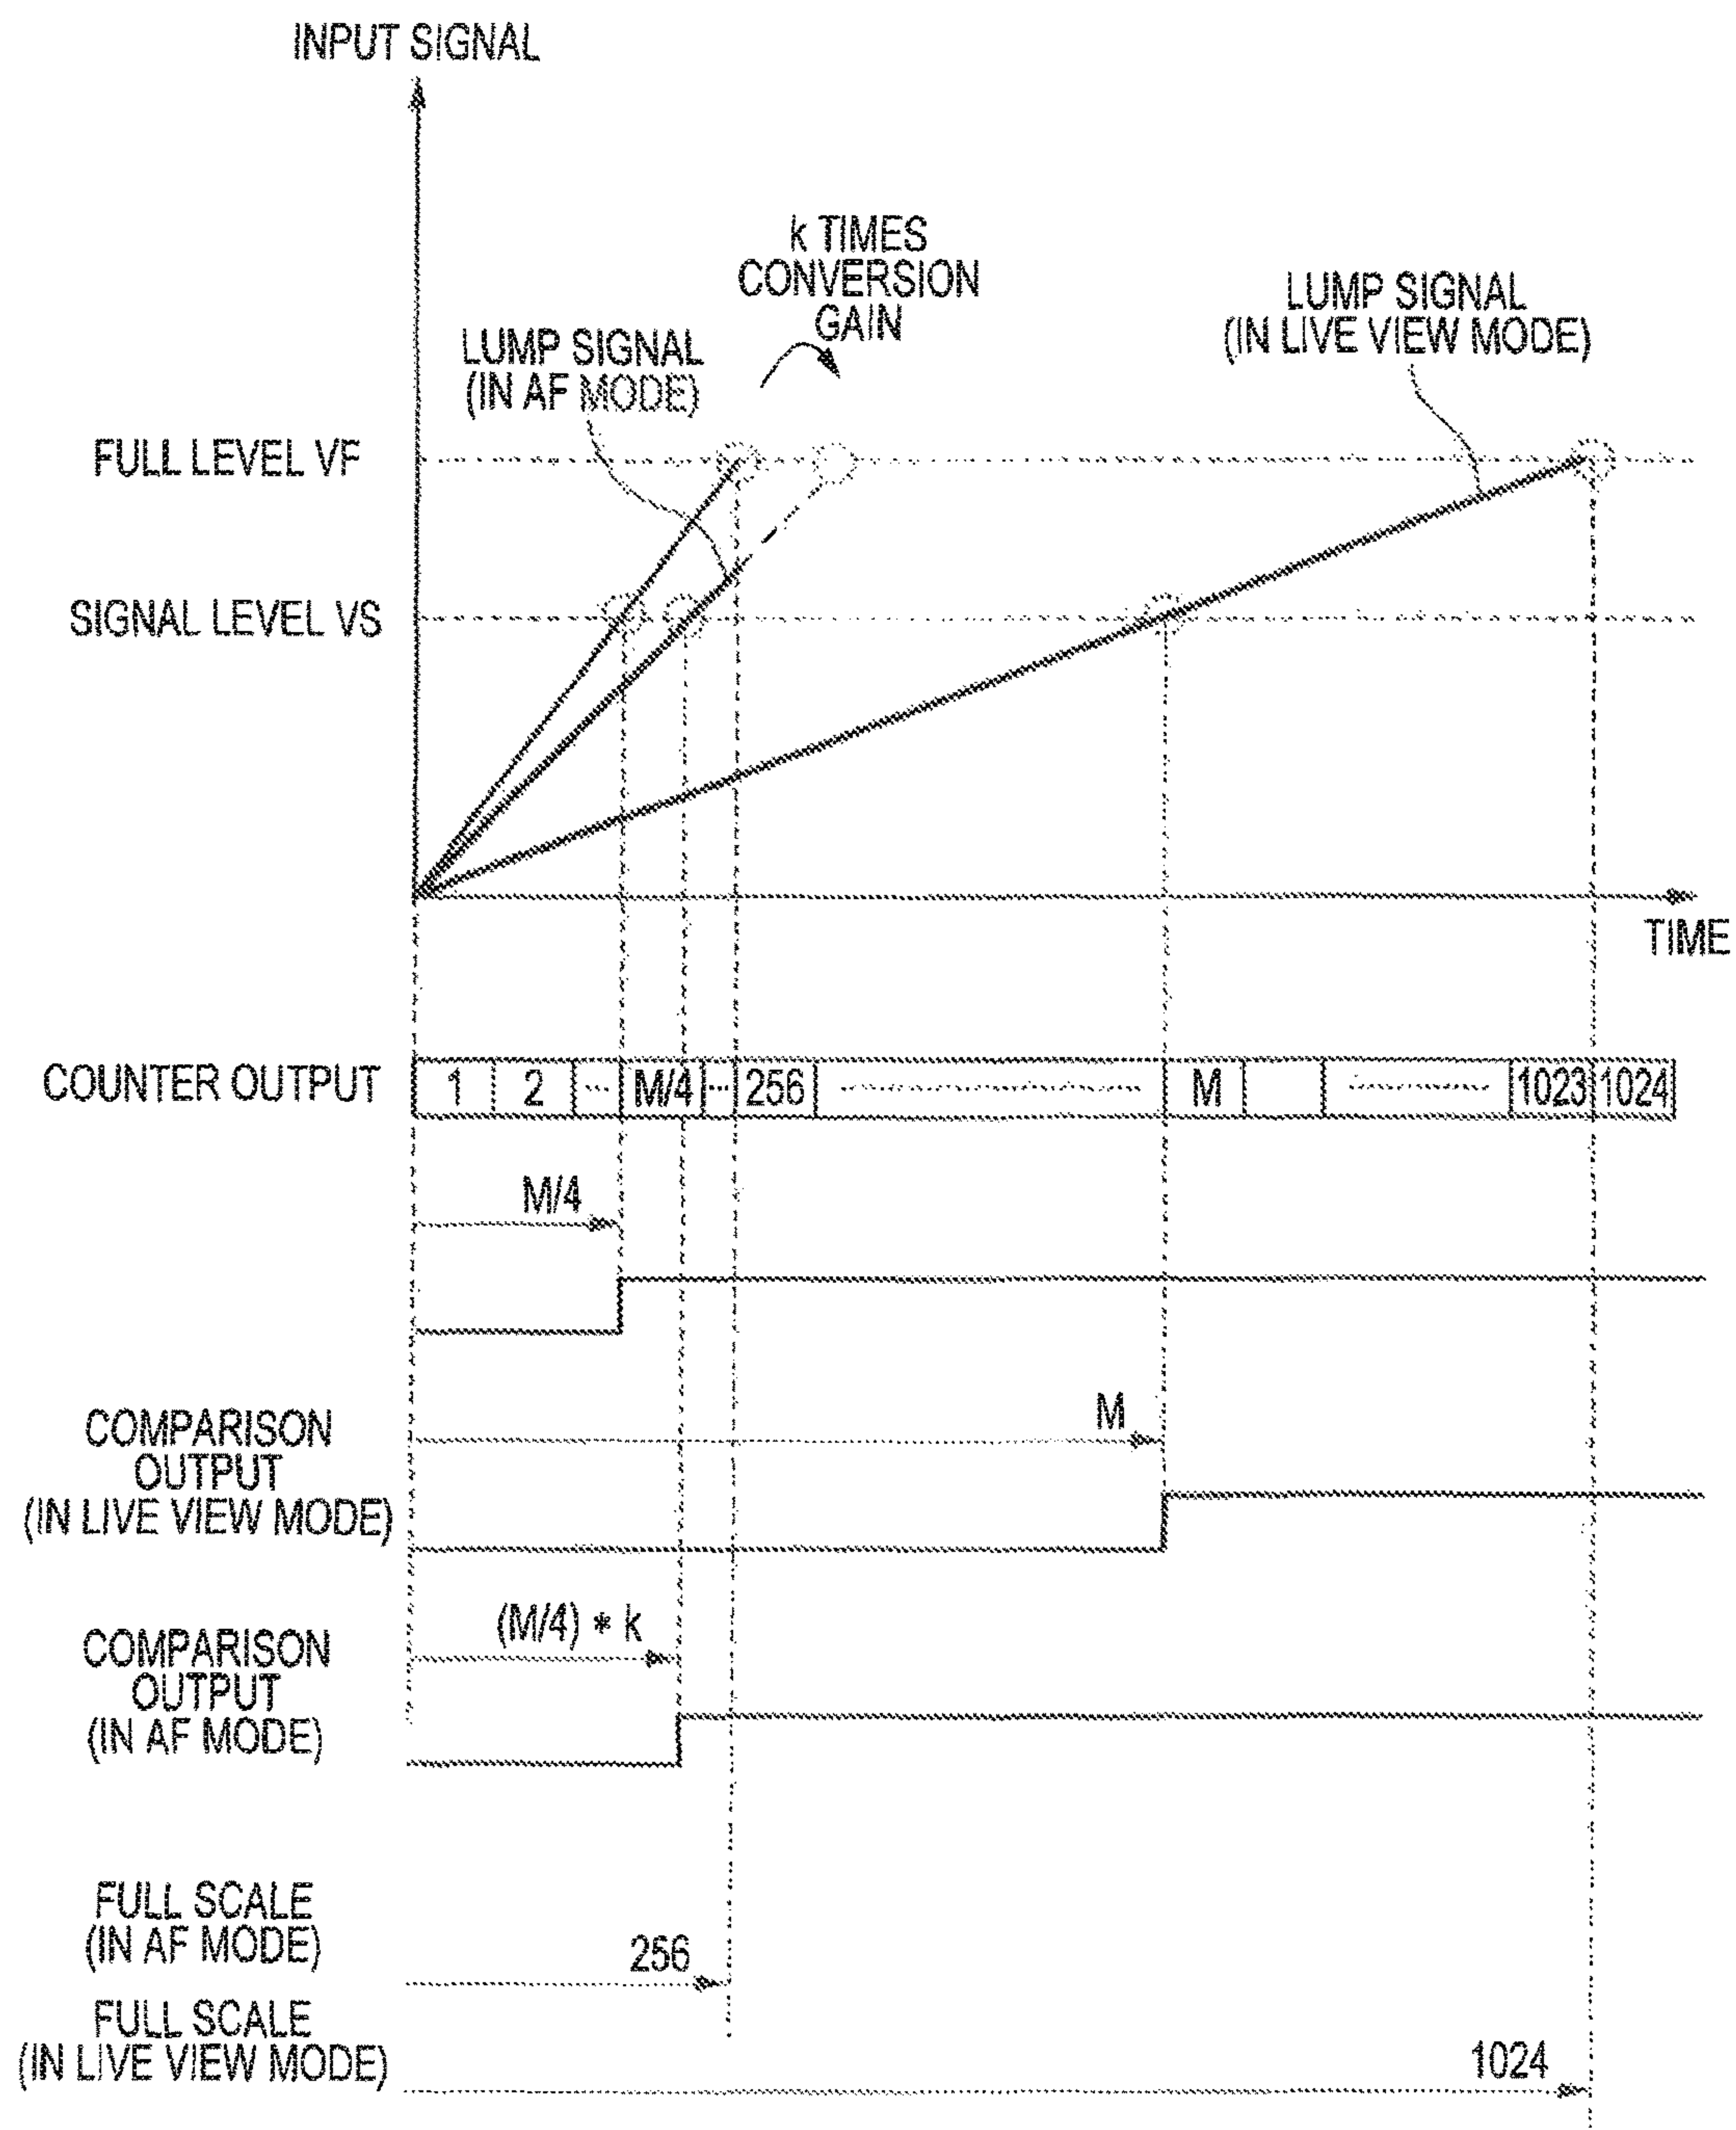 INPUT SIGNAL
k TIMES
CONVERSION
GAIN
LUMP SIGNAL
(IN LIVE VIEW MODE)
LUMP SIGNAL
(IN AF MODE)
FULL LEVEL VF
SIGNAL LEVEL VS
TIME
COUNTER OUTPUT
1 2 ... M/4 ... 256 M 1023 1024
M/4
M
COMPARISON
OUTPUT
(IN LIVE VIEW MODE)
(M/4) * k
COMPARISON
OUTPUT
(IN AF MODE)
FULL SCALE
(IN AF MODE)
256
FULL SCALE
(IN LIVE VIEW MODE)
1024